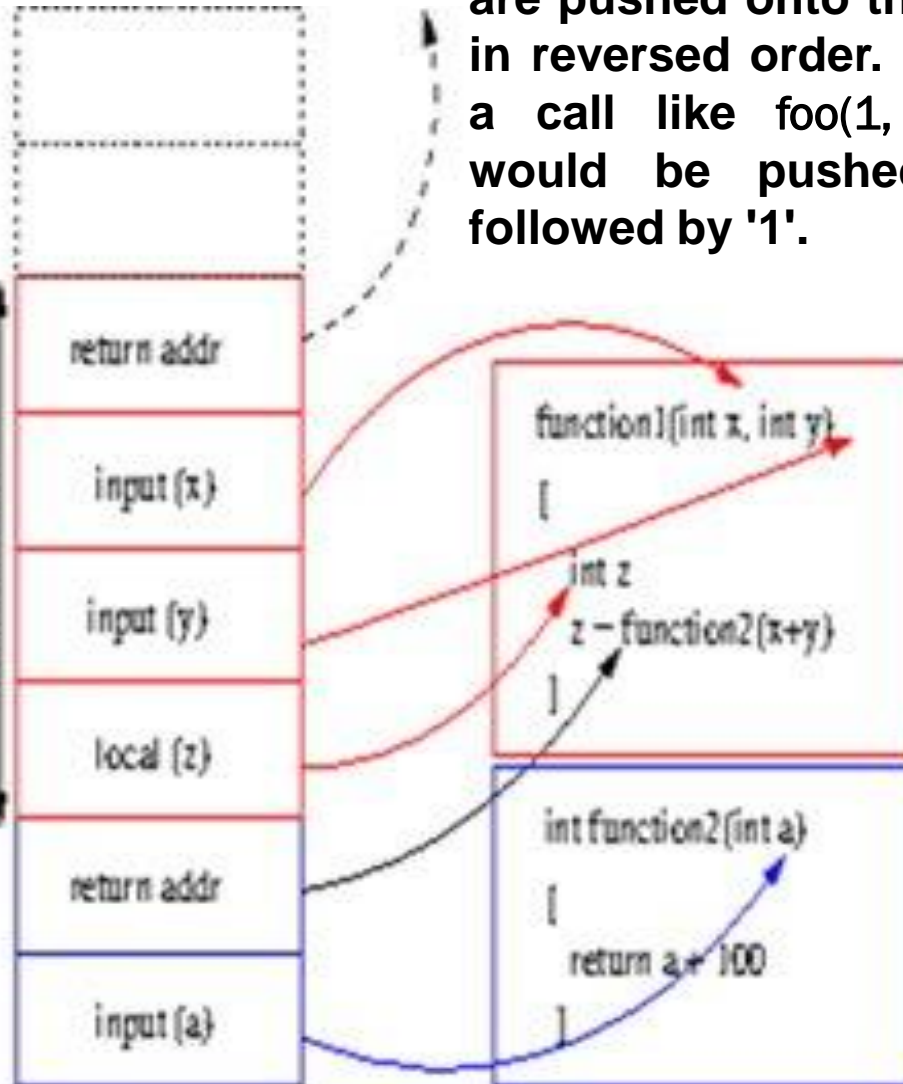 are pushed onto th
in reversed order.
a call like foo(1,
would be pushed
followed by '1'.
return addr
input (x)
input (y)
local (z)
return addr
input (a)
function1(int x, int y)
{
int z
z = function2(x+y)
}
int function2(int a)
{
return a + 100
}